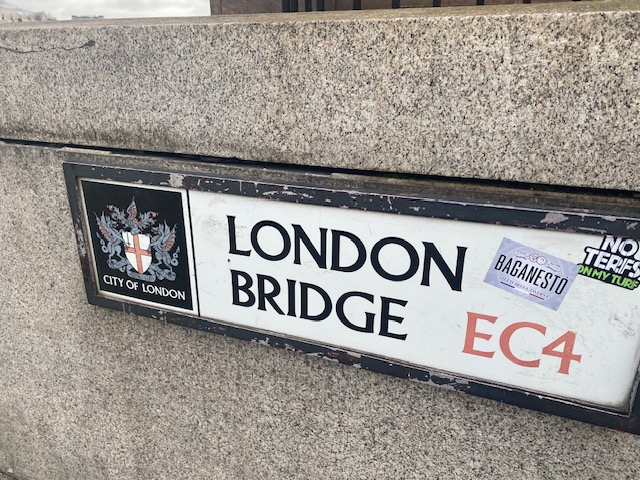 CITY OF LONDON
LONDON
BRIDGE
EC4
BAGANESTO
NO
TERFS
ON MY TURF